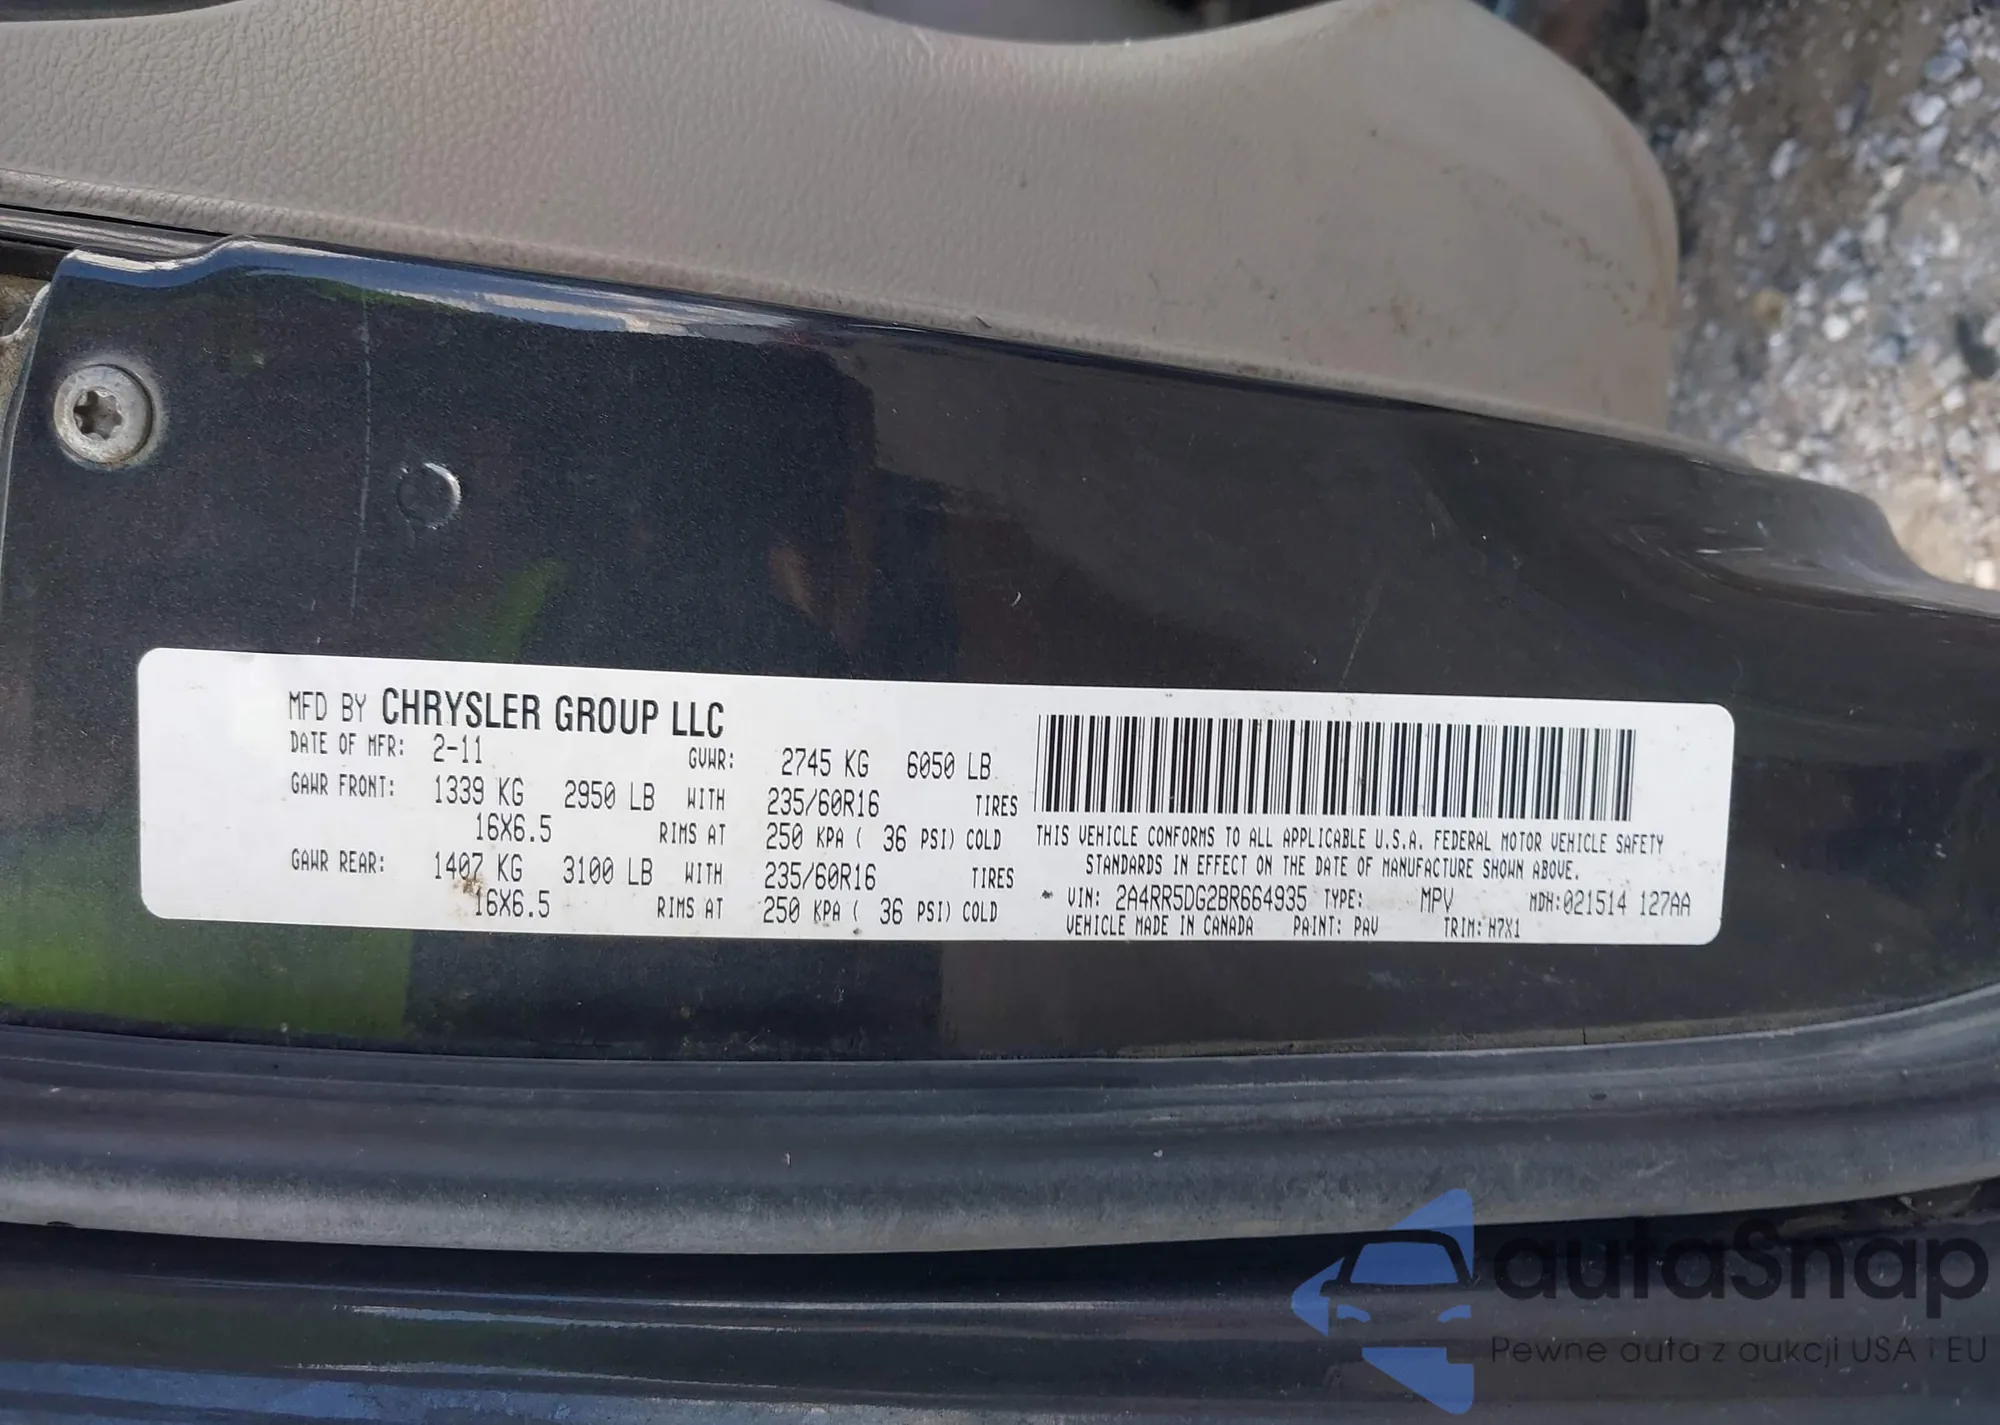 MFD BY CHRYSLER GROUP LLC
DATE OF MFR: 2-11 GVWR: 2745 KG 6050 LB
GAWR FRONT: 1339 KG 2950 LB WITH 235/60R16 TIRES
16X6.5 RIMS AT 250 KPA ( 36 PSI) COLD
GAWR REAR: 1407 KG 3100 LB WITH 235/60R16 TIRES
16X6.5 RIMS AT 250 KPA ( 36 PSI) COLD
THIS VEHICLE CONFORMS TO ALL APPLICABLE U.S.A. FEDERAL MOTOR VEHICLE SAFETY
STANDARDS IN EFFECT ON THE DATE OF MANUFACTURE SHOWN ABOVE.
VIN: 2A4RR5DG2BR664935 TYPE: MPV MDH:021514 127AA
VEHICLE MADE IN CANADA PAINT: PAV TRIM: H7X1
autaSnap
Pewne auta z aukcji USA i EU